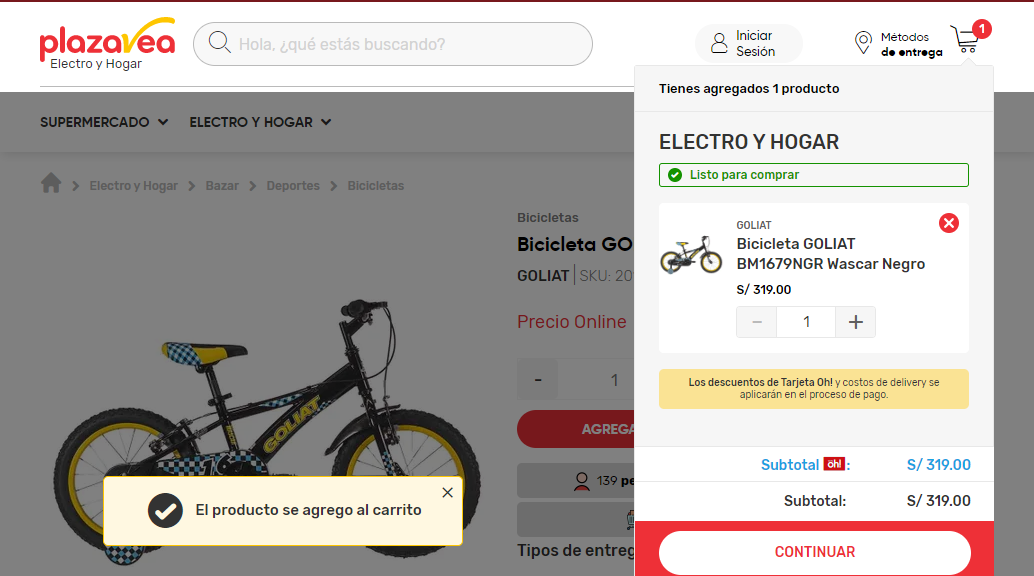 plazavea
Electro y Hogar
Hola, ¿qué estás buscando?
Iniciar
Sesión
Métodos
de entrega
1
SUPERMERCADO
ELECTRO Y HOGAR
Electro y Hogar
Bazar
Deportes
Bicicletas
GOLIAT
16
El producto se agrego al carrito
Bicicletas
Bicicleta GO
GOLIAT
SKU: 20
Precio Online
-
1
AGREGA
139 pe
Tipos de entreg
Tienes agregados 1 producto
ELECTRO Y HOGAR
Listo para comprar
GOLIAT
Bicicleta GOLIAT
BM1679NGR Wascar Negro
S/ 319.00
− 1 +
Los descuentos de Tarjeta Oh! y costos de delivery se
aplicarán en el proceso de pago.
Subtotal öh! : S/ 319.00
Subtotal: S/ 319.00
CONTINUAR